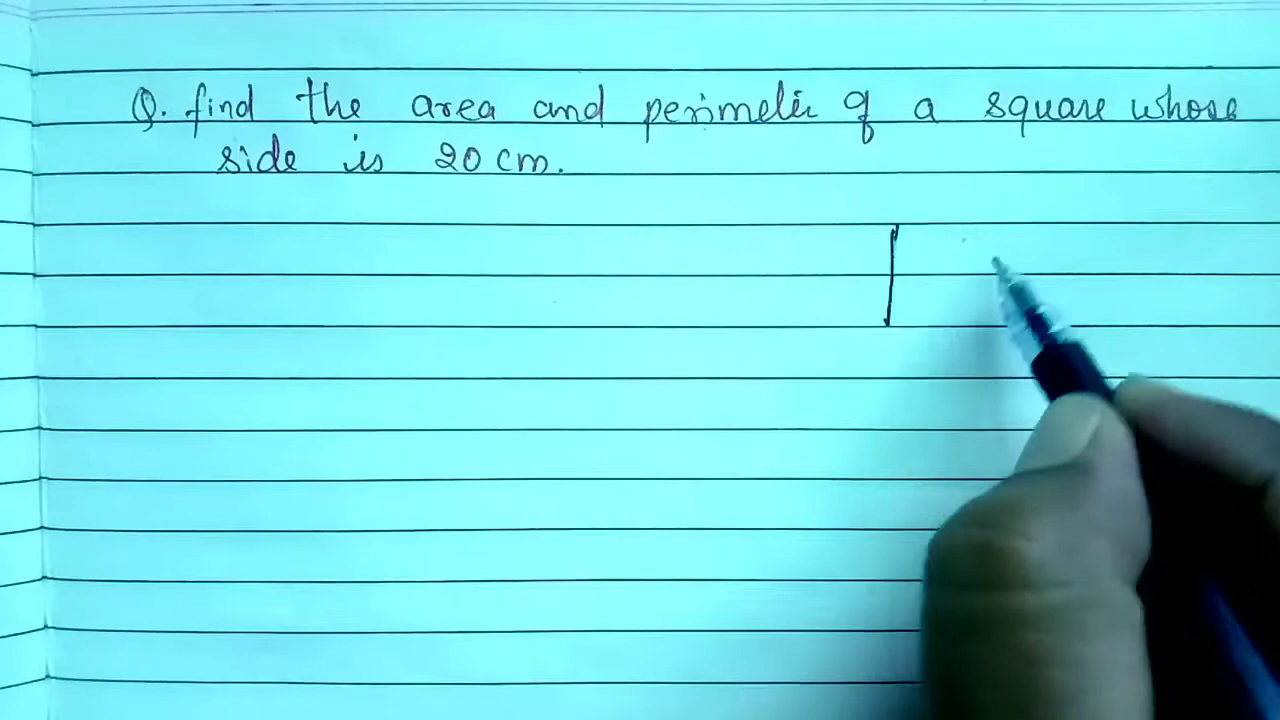 Q. find the area and perimeter of a square whose
side is 20 cm.